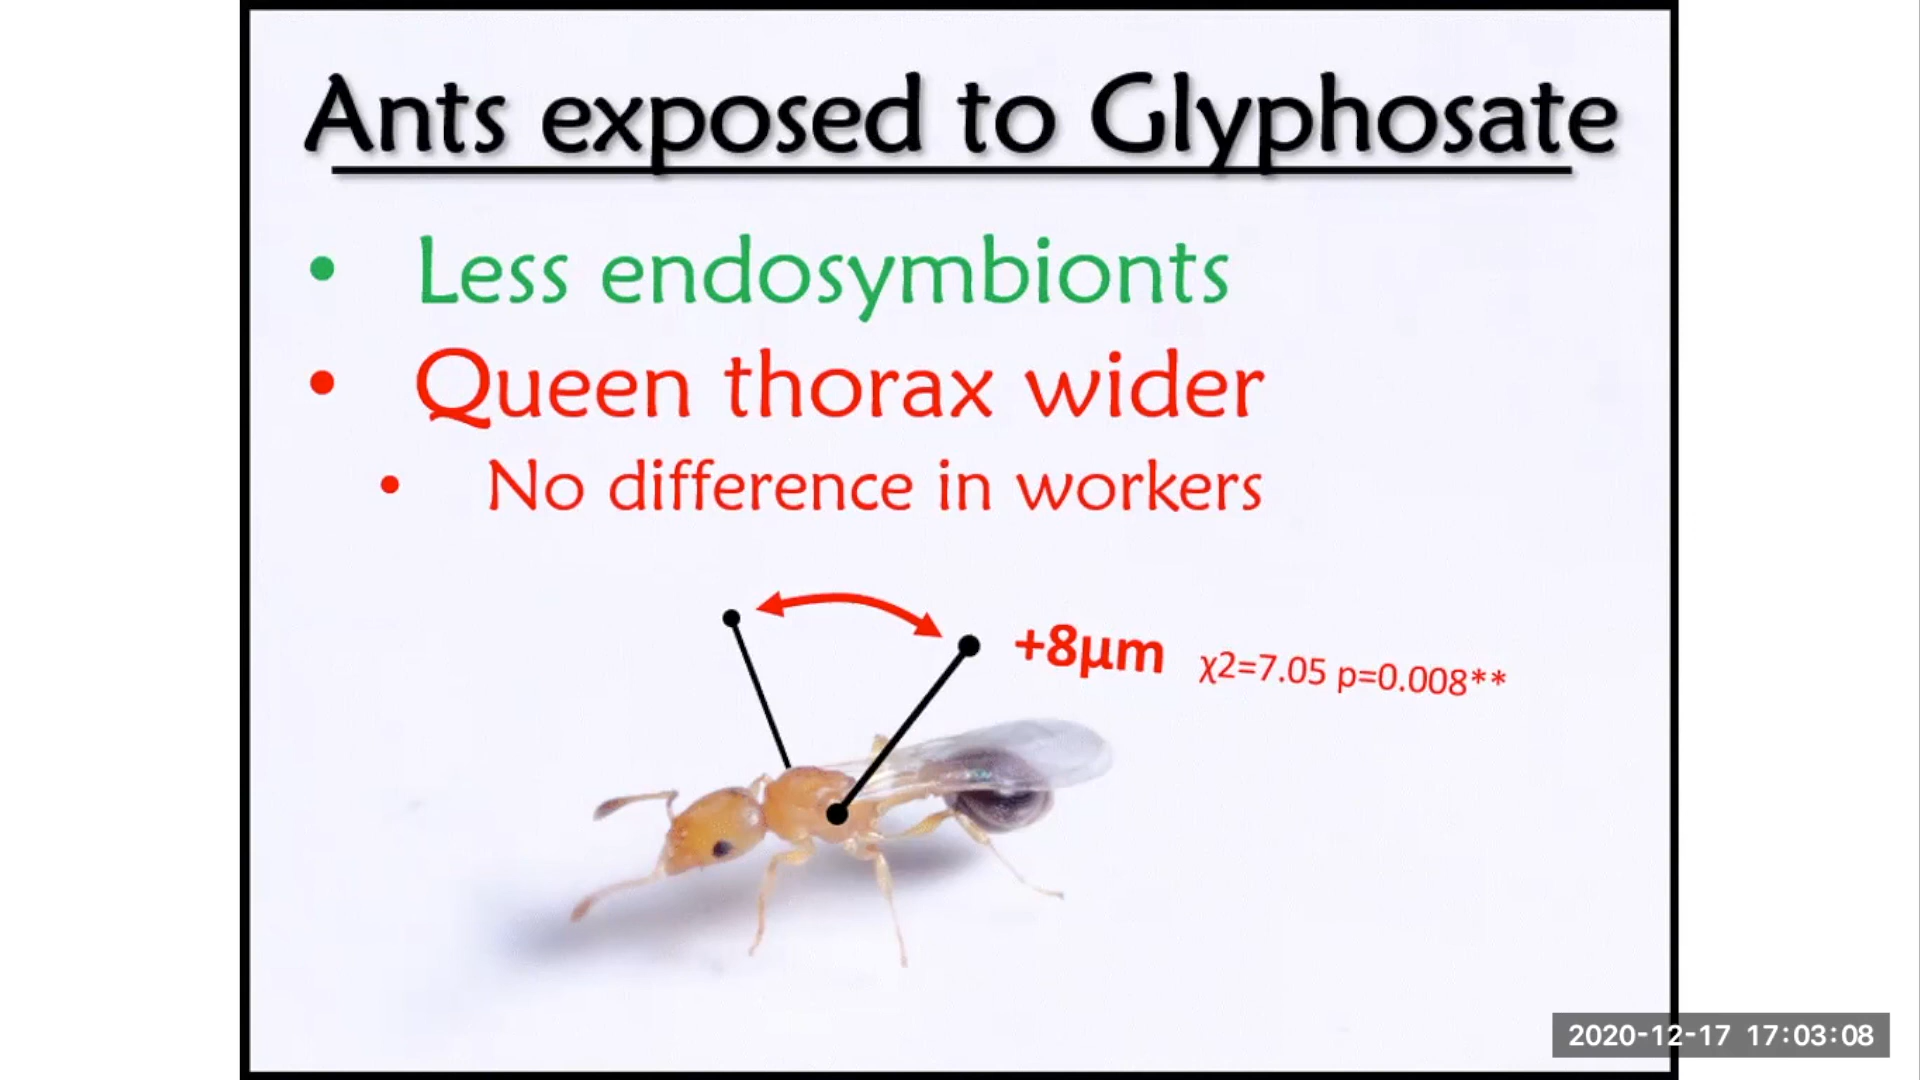 Ants exposed to Glyphosate
• Less endosymbionts
• Queen thorax wider
• No difference in workers
+8µm χ2=7.05 p=0.008**
2020-12-17 17:03:08